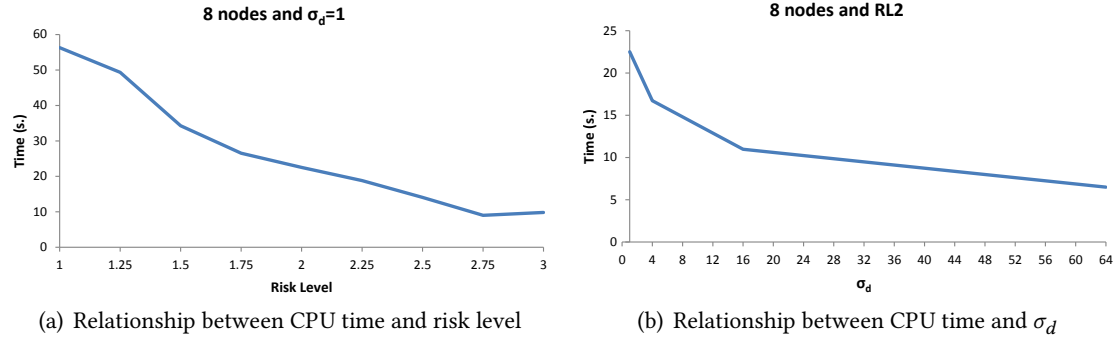 8 nodes and σd=1
60
50
40
30
20
10
0
Time (s.)
1 1.25 1.5 1.75 2 2.25 2.5 2.75 3
Risk Level
(a) Relationship between CPU time and risk level
8 nodes and RL2
25
20
15
10
5
0
Time (s.)
0 4 8 12 16 20 24 28 32 36 40 44 48 52 56 60 64
σd
(b) Relationship between CPU time and σd